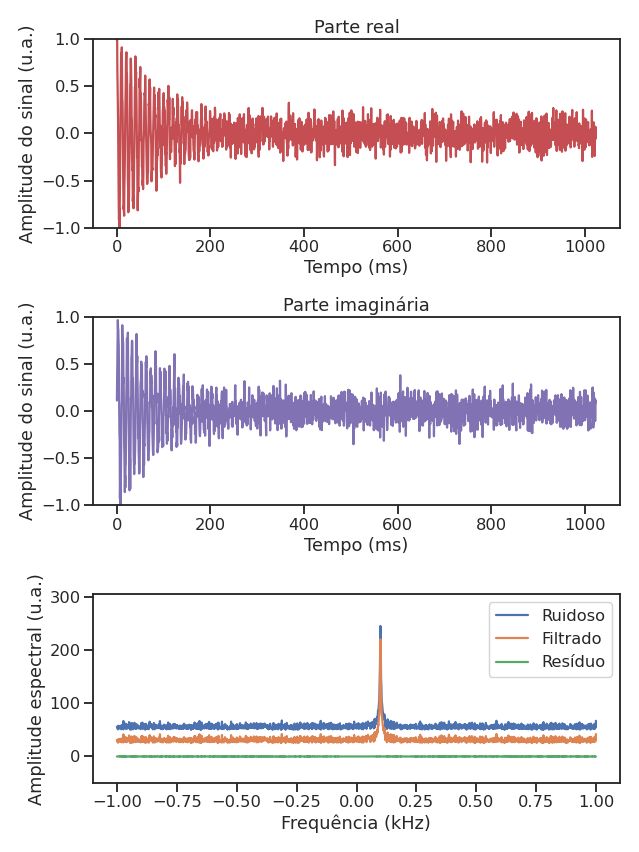 Parte real
Amplitude do sinal (u.a.)
1.0
0.5
0.0
−0.5
−1.0
0 200 400 600 800 1000
Tempo (ms)
Parte imaginária
Amplitude do sinal (u.a.)
1.0
0.5
0.0
−0.5
−1.0
0 200 400 600 800 1000
Tempo (ms)
Amplitude espectral (u.a.)
300
200
100
0
Ruidoso
Filtrado
Resíduo
−1.00 −0.75 −0.50 −0.25 0.00 0.25 0.50 0.75 1.00
Frequência (kHz)